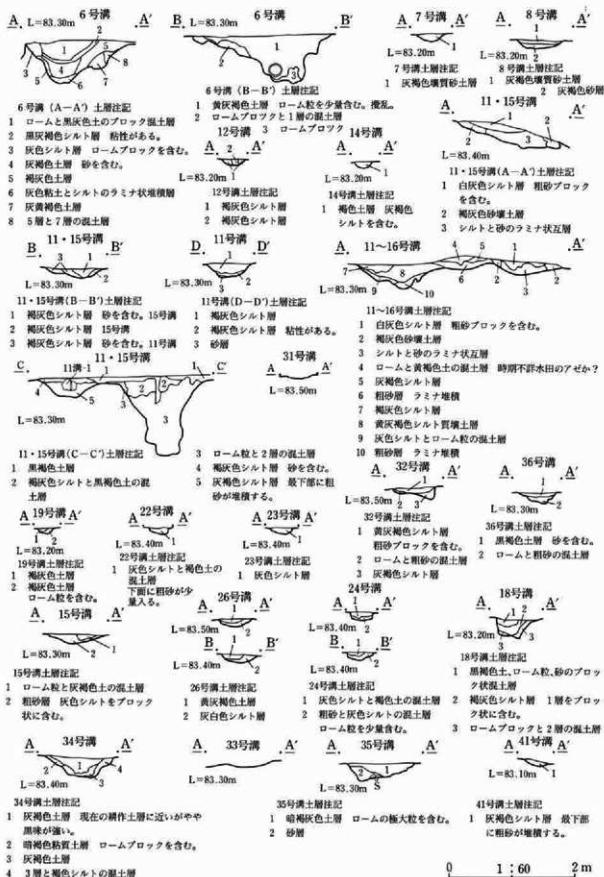 A. 6号溝 .A'
L=83.30m
6号溝(A－A')土層注記
1 ロームと黒灰色土のブロック混土層
2 黒灰褐色シルト層 粘性がある。
3 灰色シルト層 ロームブロックを含む。
4 灰褐色土層 砂を含む。
5 褐灰色土層
6 灰色粘土とシルトのラミナ状堆積層
7 灰黄褐色土層
8 5層と7層の混土層
B. 6号溝 B'
L=83.30m
6号溝(B－B')土層注記
1 黄灰褐色土層 ローム粒を少量含む。攪乱。
2 ロームブロックと1層の混土層
3 ロームブロック
A. 7号溝 .A'
L=83.20m
7号溝土層注記
1 灰褐色壌質砂土層
A. 8号溝 A'
L=83.20m
8号溝土層注記
1 灰褐色壌質砂土層
2 灰褐色砂層
12号溝
A. .A'
L=83.20m
12号溝土層注記
1 褐灰色シルト層
2 褐灰色シルト層
14号溝
A. .A'
L=83.20m
14号溝土層注記
1 褐色土層 灰褐色
シルトを含む。
11・15号溝
A. A'
L=83.40m
11・15号溝(A－A')土層注記
1 白灰色シルト層 粗砂ブロック
を含む。
2 褐灰色砂壌土層
3 シルトと砂のラミナ状互層
11・15号溝
B. B'
L=83.30m
11・15号溝(B－B')土層注記
1 褐灰色シルト層 砂を含む。15号溝
2 褐灰色シルト層 15号溝
3 褐灰色シルト層 砂を含む。11号溝
11号溝
D. .D'
L=83.30m
11号溝(D－D')土層注記
1 褐灰色シルト層
2 褐灰色シルト層 粘性がある。
3 砂層
A. 11～16号溝 .A'
L=83.30m
11～16号溝土層注記
1 白灰色シルト層 粗砂ブロックを含む。
2 褐灰色砂壌土層
3 シルトと砂のラミナ状互層
4 ロームと黄褐色土の混土層 時期不詳水田のアゼか?
5 灰褐色シルト層
6 粗砂層 ラミナ堆積
7 褐灰色シルト層
8 黄灰褐色シルト質壌土層
9 灰色シルトとローム粒の混土層
10 粗砂層 ラミナ堆積
11・15号溝
C. 11溝-1 .C'
L=83.30m
11・15号溝(C－C')土層注記
1 黒褐色土層
2 褐灰色シルトと黒褐色土の混
土層
3 ローム粒と2層の混土層
4 褐灰色シルト層 砂を含む。
5 灰褐色シルト層 最下部に粗
砂が堆積する。
31号溝
A A'
L=83.50m
A 19号溝 A'
L=83.20m
19号溝土層注記
1 褐灰色土層
2 褐灰色土層
ローム粒を含む。
22号溝
A. .A'
L=83.40m
22号溝土層注記
1 灰色シルトと褐色土の
混土層
下面に粗砂が少
量入る。
23号溝
A. .A'
L=83.40m
23号溝土層注記
1 灰色シルト層
A. 32号溝 .A'
L=83.50m
32号溝土層注記
1 黄灰褐色シルト層
粗砂ブロックを含む。
2 ロームと粗砂の混土層
3 灰褐色シルト層
36号溝
A. .A'
L=83.30m
36号溝土層注記
1 黒褐色土層 砂を含む。
2 ロームと粗砂の混土層
15号溝
A. .A'
L=83.30m
15号溝土層注記
1 ローム粒と灰褐色土の混土層
2 粗砂層 灰色シルトをブロック
状に含む。
26号溝
A. .A'
L=83.50m
B. .B'
L=83.40m
26号溝土層注記
1 黄灰褐色土層
2 灰白色シルト層
24号溝
A. .A'
L=83.40m
B. .B'
L=83.40m
24号溝土層注記
1 灰色シルトと褐色土の混土層
2 粗砂と灰色シルトの混土層
ローム粒を少量含む。
18号溝
A. .A'
L=83.20m
18号溝土層注記
1 黒褐色土、ローム粒、砂のブロッ
ク状混土層
2 褐灰色シルト層 1層をブロッ
ク状に含む。
3 ロームブロックと2層の混土層
A. 34号溝 .A'
L=83.40m
34号溝土層注記
1 灰褐色土層 現在の耕作土層に近いがやや
黒味が強い。
2 暗褐色粘質土層 ロームブロックを含む。
3 灰褐色土層
4 3層と褐色シルトの混土層
A. 33号溝 .A'
L=83.30m
A. 35号溝 .A'
S
L=83.30m
35号溝土層注記
1 暗褐灰色土層 ロームの極大粒を含む。
2 砂層
A. 41号溝 A'
L=83.10m
41号溝土層注記
1 灰褐色シルト層 最下部
に粗砂が堆積する。
0 1:60 2m